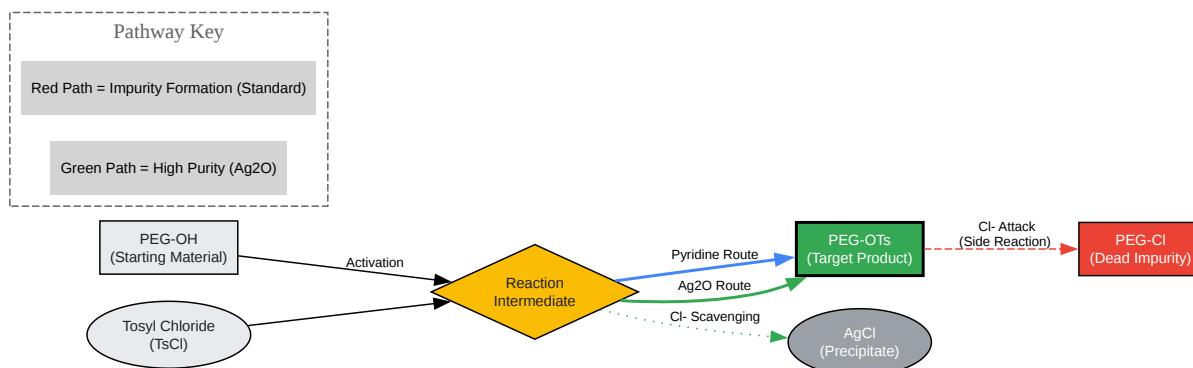 Pathway Key
Red Path = Impurity Formation (Standard)
Green Path = High Purity (Ag2O)
PEG-OH
(Starting Material)
Activation
Tosyl Chloride
(TsCl)
Reaction
Intermediate
Pyridine Route
Ag2O Route
Cl- Scavenging
PEG-OTs
(Target Product)
AgCl
(Precipitate)
Cl- Attack
(Side Reaction)
PEG-Cl
(Dead Impurity)